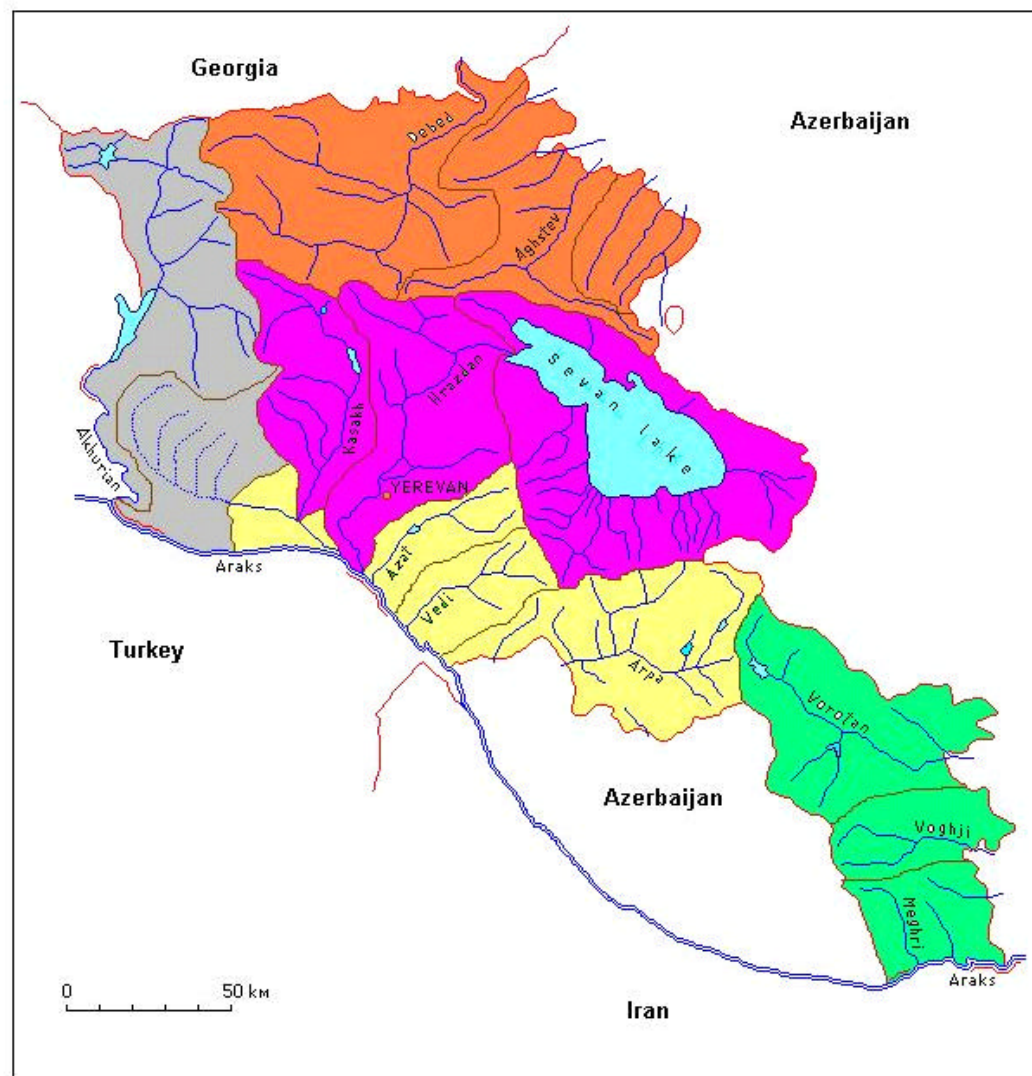 Georgia
Azerbaijan
Debed
Aghstev
Sevan lake
Hrazdan
Kasakh
Akhurian
YEREVAN
Araks
Azat
Vedi
Turkey
Arpa
Vorotan
Azerbaijan
Voghji
Meghri
Araks
0 50 км
Iran